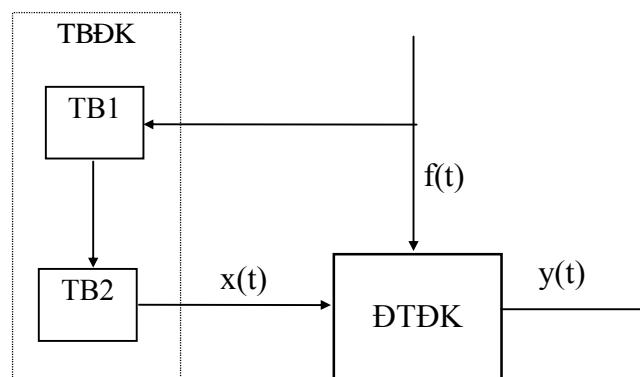 TBĐK
TB1
f(t)
TB2
x(t)
ĐTĐK
y(t)